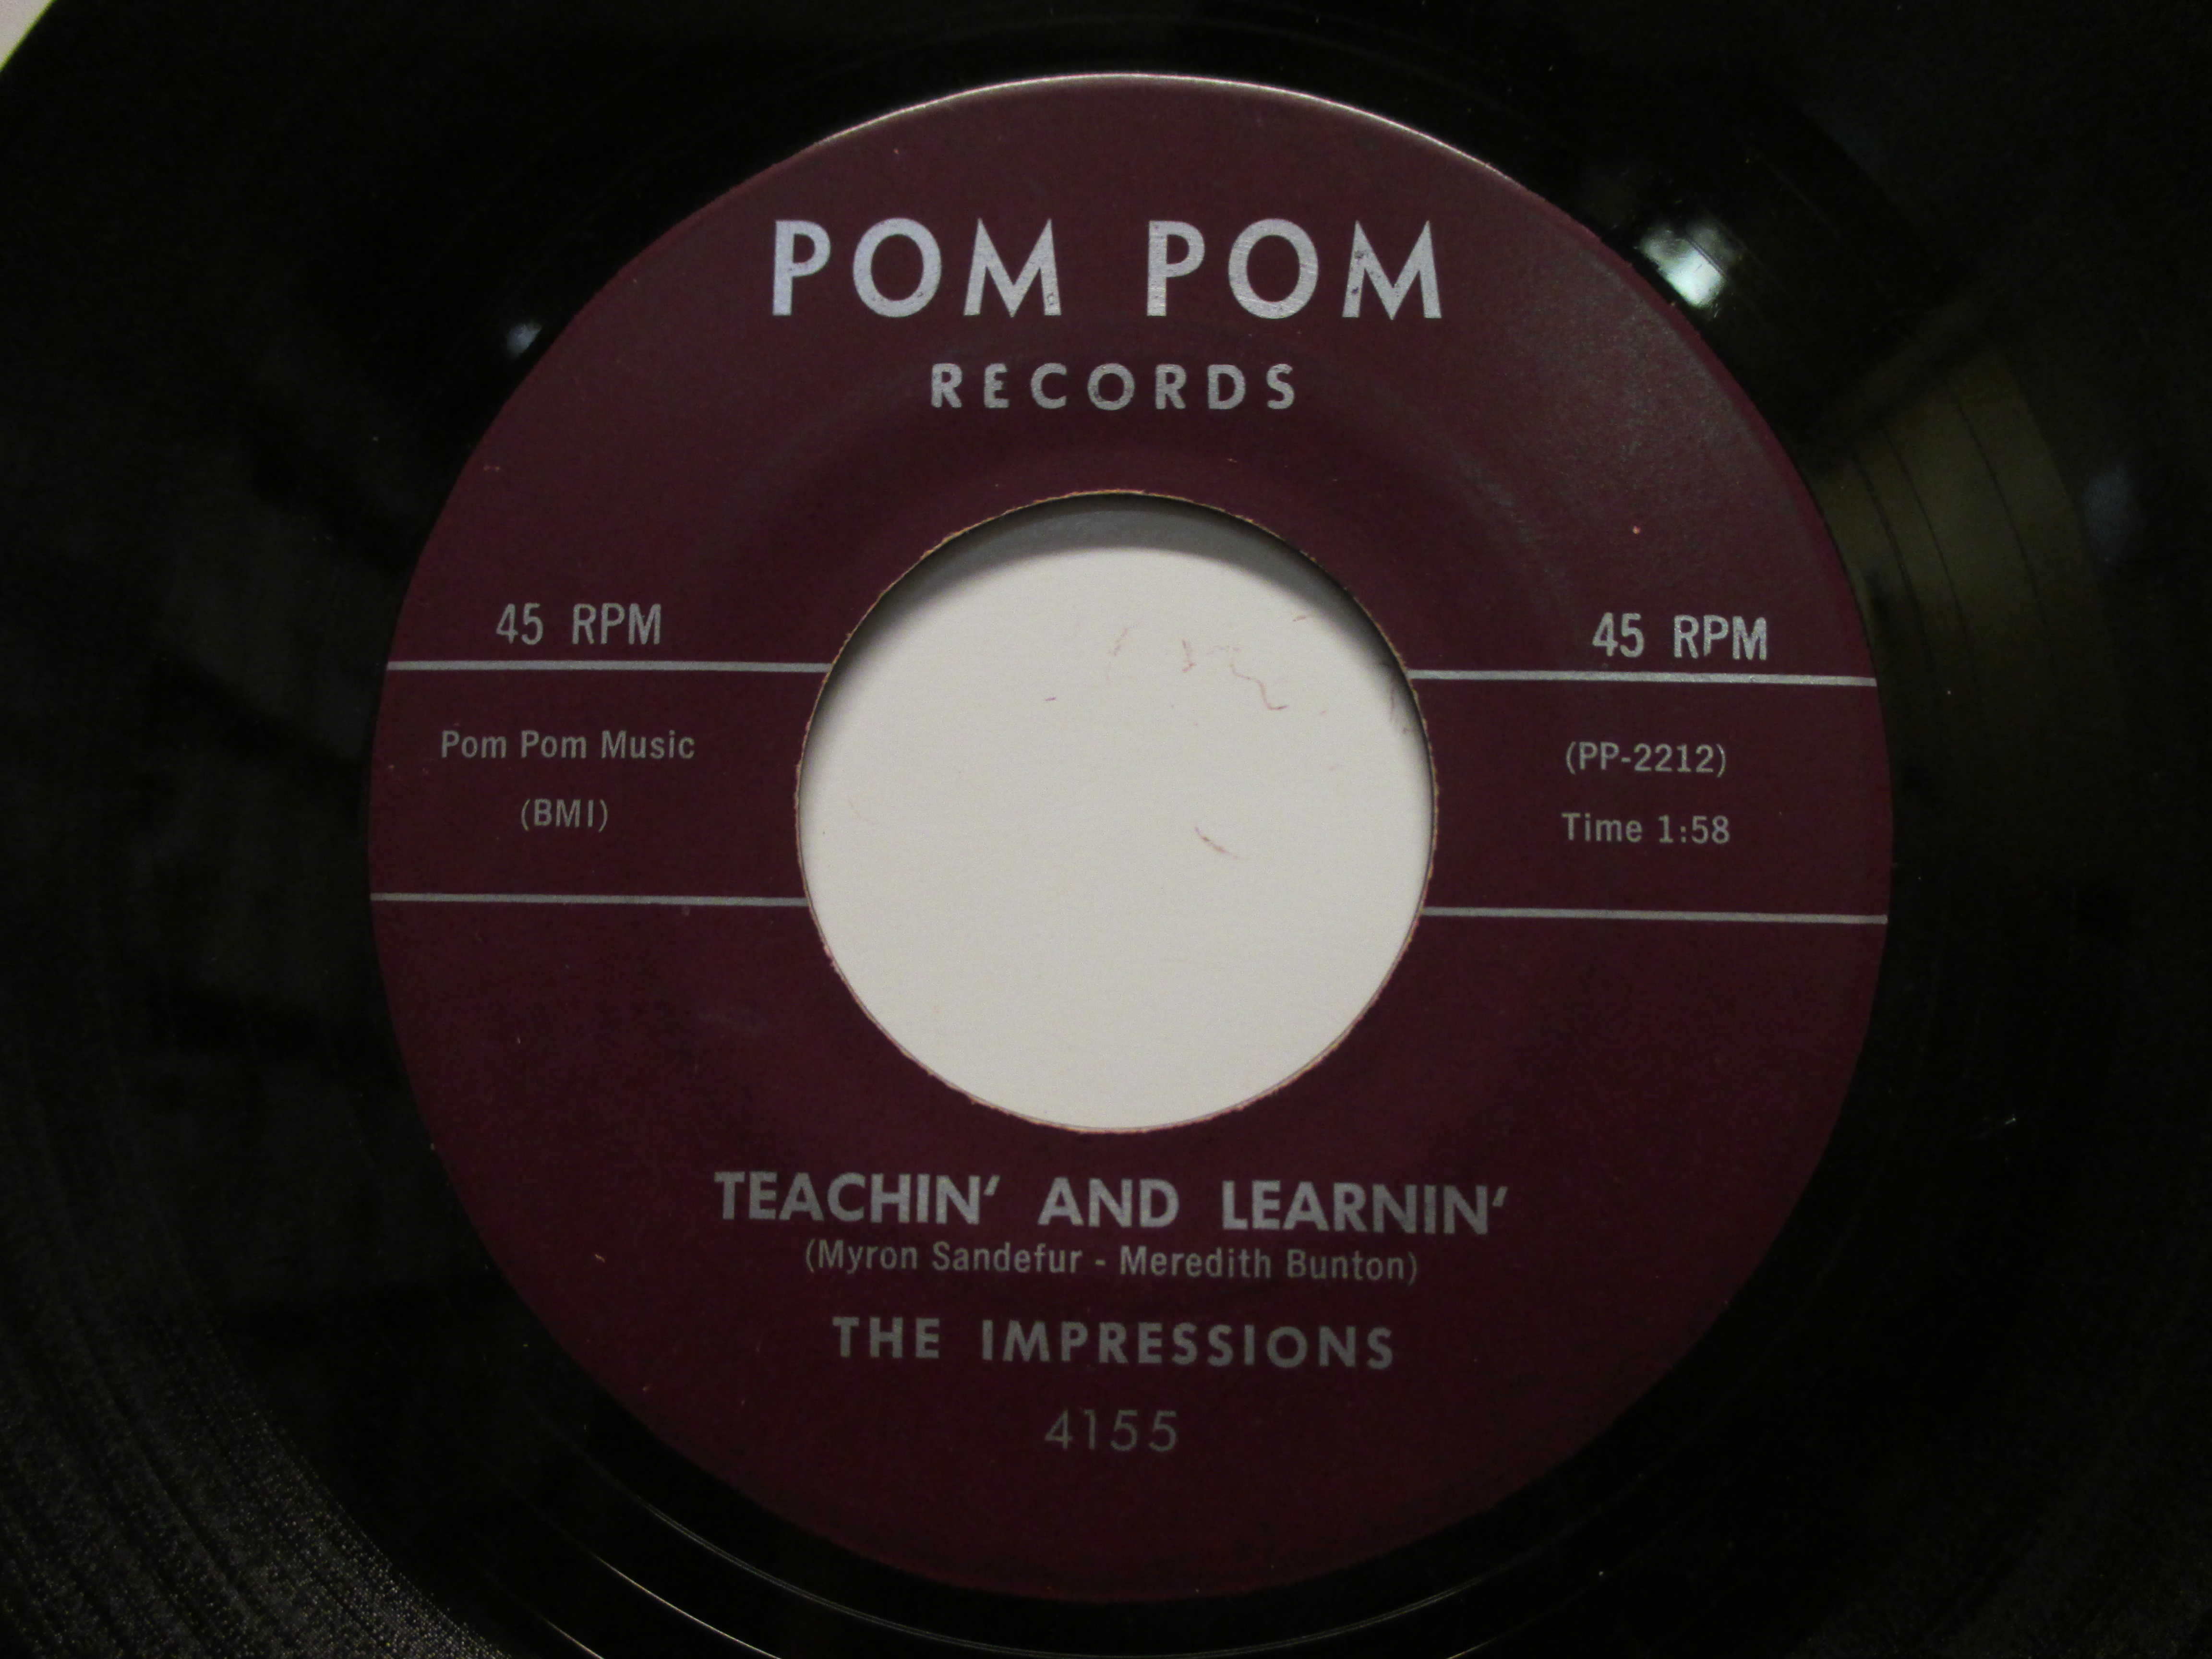 POM POM
RECORDS
45 RPM
45 RPM
Pom Pom Music
(BMI)
(PP-2212)
Time 1:58
TEACHIN' AND LEARNIN'
(Myron Sandefur - Meredith Bunton)
THE IMPRESSIONS
4155